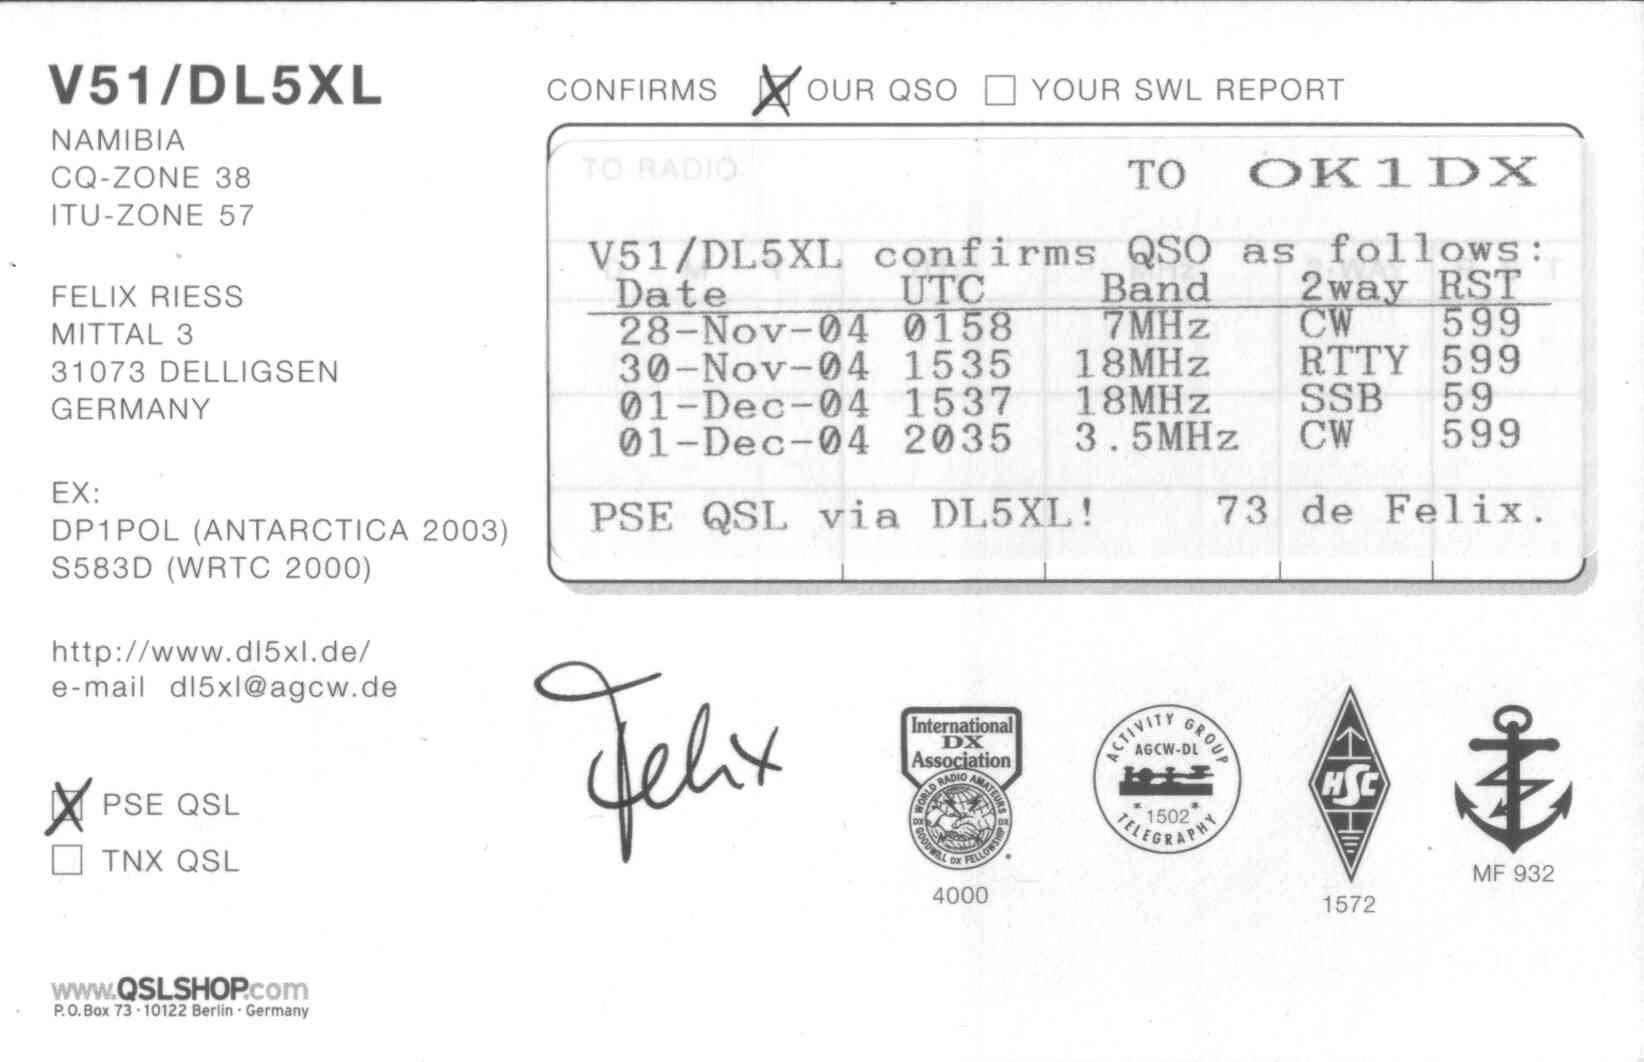 V51/DL5XL
NAMIBIA
CQ-ZONE 38
ITU-ZONE 57
FELIX RIESS
MITTAL 3
31073 DELLIGSEN
GERMANY
EX:
DP1POL (ANTARCTICA 2003)
S583D (WRTC 2000)
http://www.dl5xl.de/
e-mail dl5xl@agcw.de
PSE QSL
TNX QSL
www.QSLSHOP.com
P.O.Box 73 · 10122 Berlin · Germany
CONFIRMS OUR QSO YOUR SWL REPORT
TO RADIO
TO OK1DX
V51/DL5XL confirms QSO as follows:
Date UTC Band 2way RST
28-Nov-04 0158 7MHz CW 599
30-Nov-04 1535 18MHz RTTY 599
01-Dec-04 1537 18MHz SSB 59
01-Dec-04 2035 3.5MHz CW 599
PSE QSL via DL5XL! 73 de Felix.
Felix
International
DX
Association
WORLD RADIO AMATEURS
DX DX
GOODWILL DX FELLOWSHIP
4000
ACTIVITY GROUP
AGCW-DL
* 1502 *
TELEGRAPHY
HSC
1572
MF 932